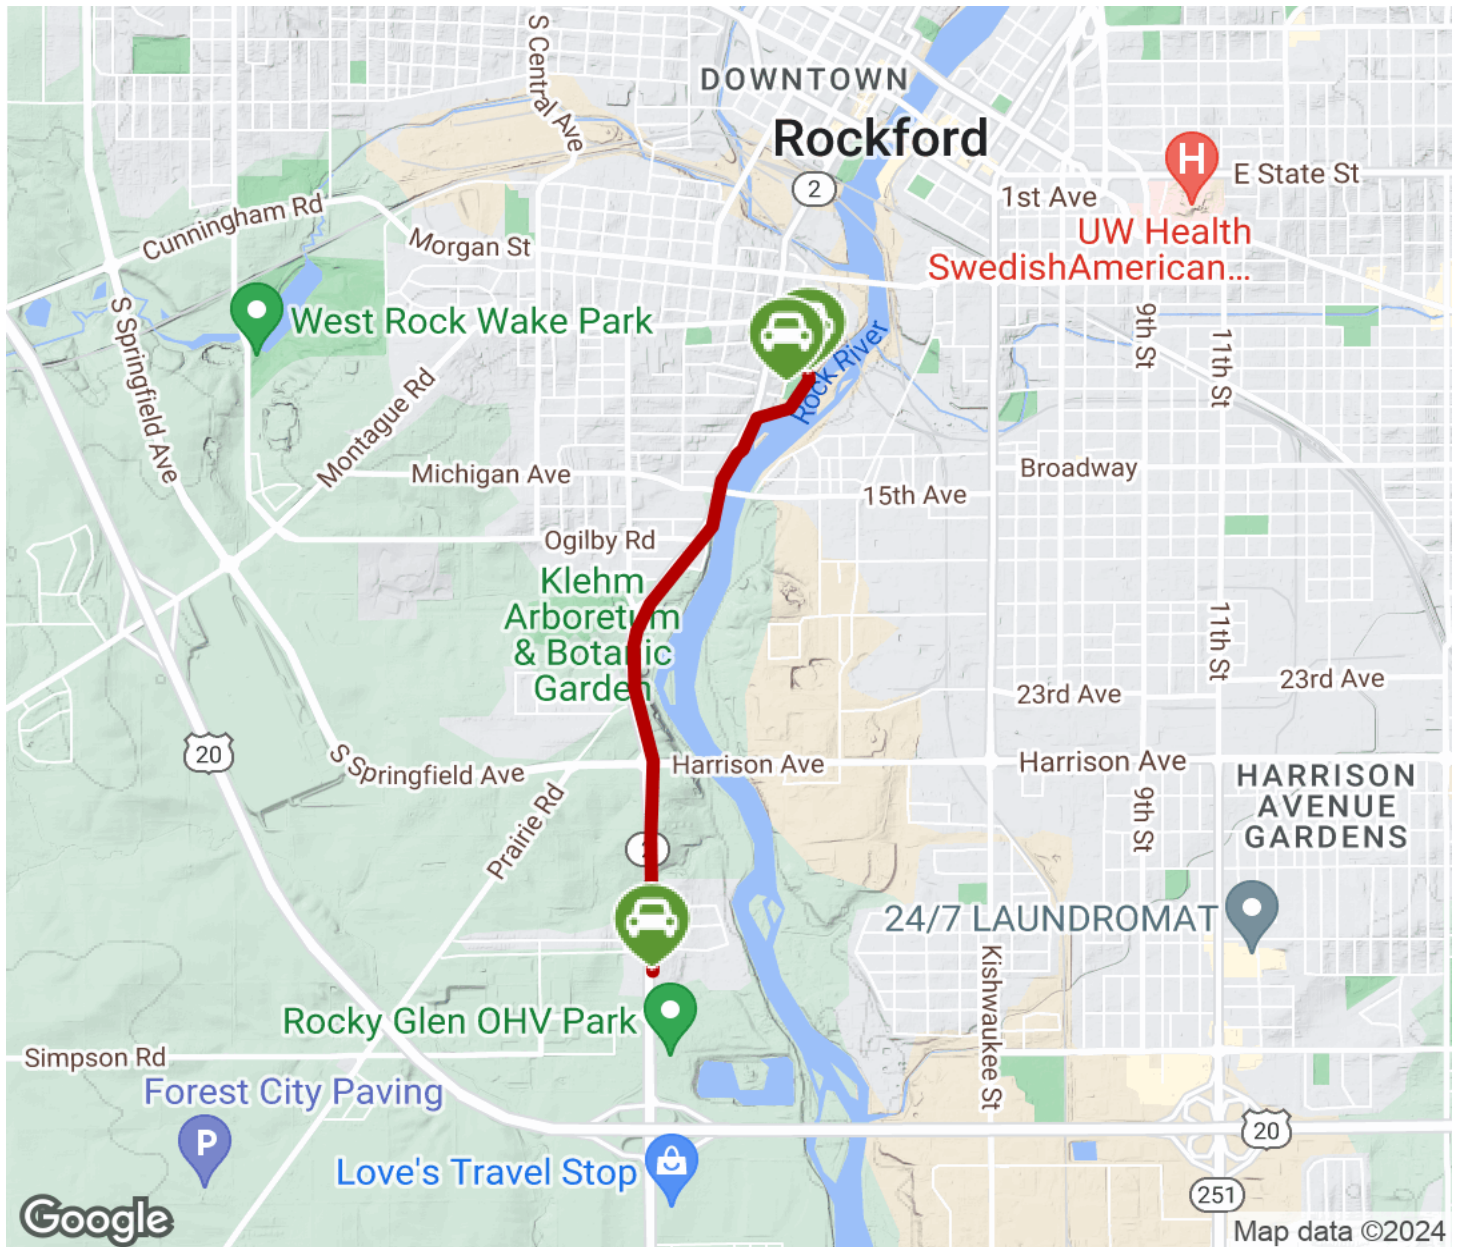 S Central Ave
DOWNTOWN
Rockford
2
H
E State St
1st Ave
Cunningham Rd
Morgan St
UW Health
SwedishAmerican...
S Springfield Ave
West Rock Wake Park
Rock River
9th St
11th St
Montague Rd
Michigan Ave
Broadway
15th Ave
Ogilby Rd
Klehm
Arboretum
& Botanic
Garden
11th St
23rd Ave
23rd Ave
20
S Springfield Ave
Harrison Ave
Harrison Ave
HARRISON
AVENUE
GARDENS
9th St
Prairie Rd
2
24/7 LAUNDROMAT
Kishwaukee St
Rocky Glen OHV Park
Simpson Rd
Forest City Paving
P
20
Love's Travel Stop
251
Google
Map data ©2024